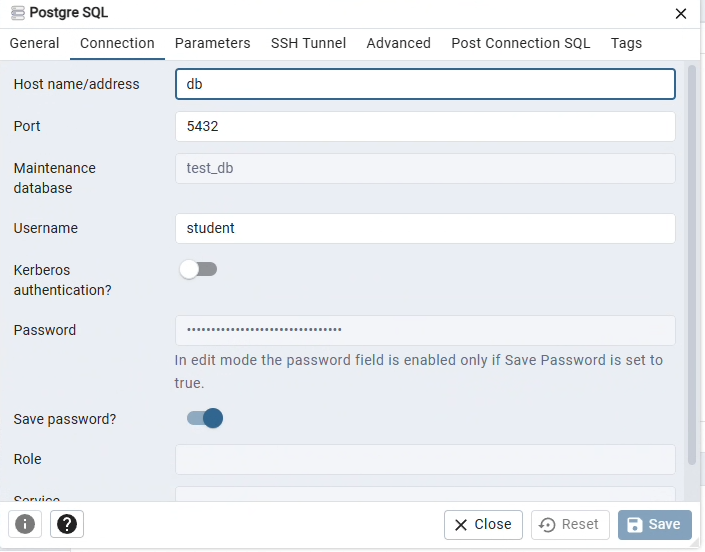 Postgre SQL
General Connection Parameters SSH Tunnel Advanced Post Connection SQL Tags
Host name/address db
Port 5432
Maintenance
database
test_db
Username student
Kerberos
authentication?
Password ••••••••••••••••••••••••••••••••
In edit mode the password field is enabled only if Save Password is set to
true.
Save password?
Role
Service
Close Reset Save